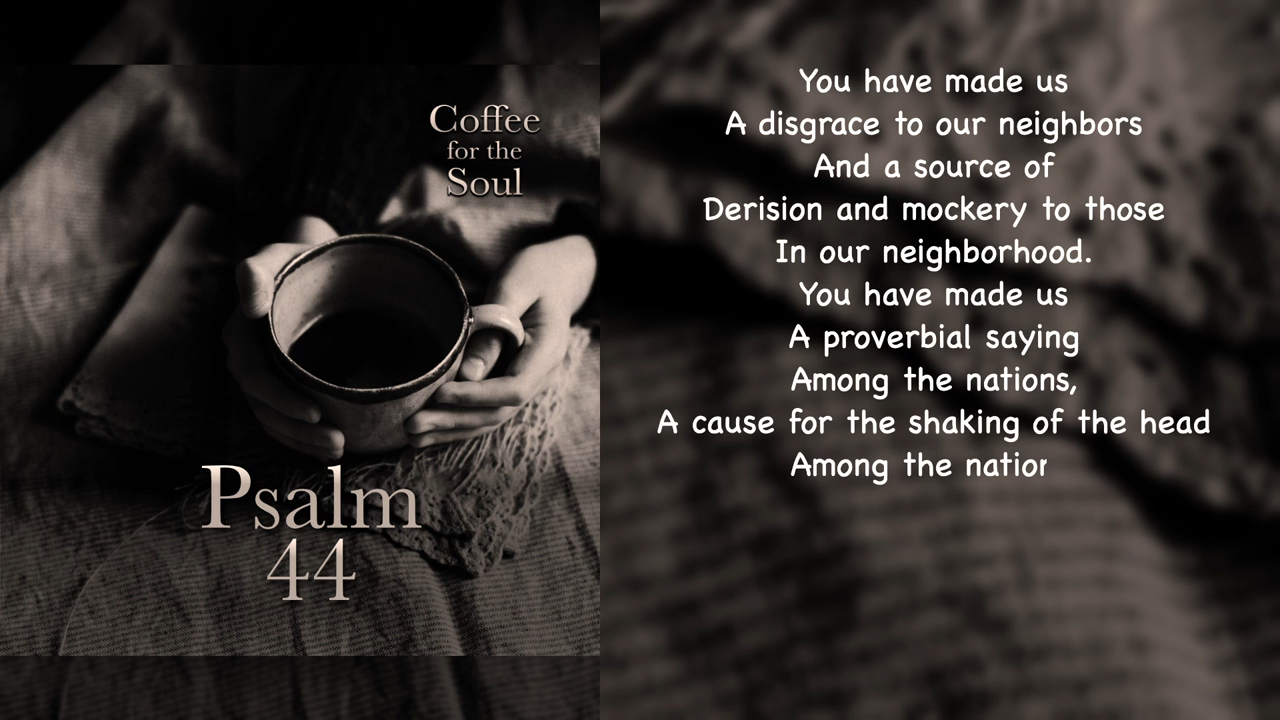 Coffee
for the
Soul
Psalm
44
You have made us
A disgrace to our neighbors
And a source of
Derision and mockery to those
In our neighborhood.
You have made us
A proverbial saying
Among the nations,
A cause for the shaking of the head
Among the natior